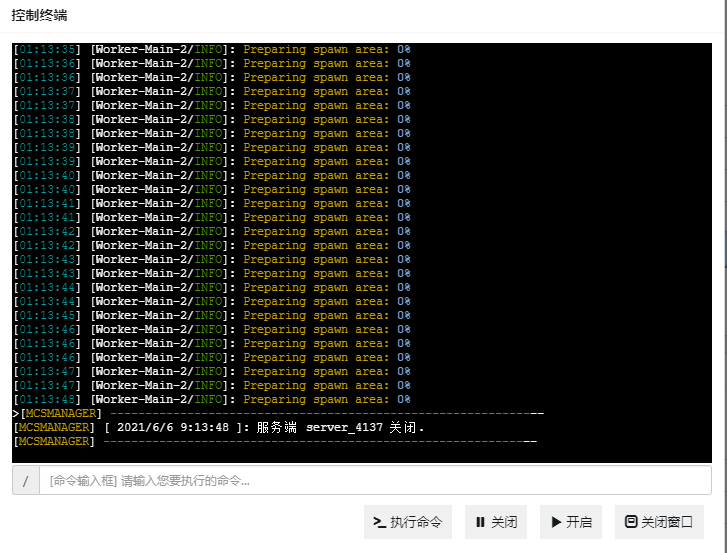 控制终端
[01:13:35] [Worker-Main-2/INFO]: Preparing spawn area: 0%
[01:13:36] [Worker-Main-2/INFO]: Preparing spawn area: 0%
[01:13:36] [Worker-Main-2/INFO]: Preparing spawn area: 0%
[01:13:37] [Worker-Main-2/INFO]: Preparing spawn area: 0%
[01:13:37] [Worker-Main-2/INFO]: Preparing spawn area: 0%
[01:13:38] [Worker-Main-2/INFO]: Preparing spawn area: 0%
[01:13:38] [Worker-Main-2/INFO]: Preparing spawn area: 0%
[01:13:39] [Worker-Main-2/INFO]: Preparing spawn area: 0%
[01:13:39] [Worker-Main-2/INFO]: Preparing spawn area: 0%
[01:13:40] [Worker-Main-2/INFO]: Preparing spawn area: 0%
[01:13:40] [Worker-Main-2/INFO]: Preparing spawn area: 0%
[01:13:41] [Worker-Main-2/INFO]: Preparing spawn area: 0%
[01:13:41] [Worker-Main-2/INFO]: Preparing spawn area: 0%
[01:13:42] [Worker-Main-2/INFO]: Preparing spawn area: 0%
[01:13:42] [Worker-Main-2/INFO]: Preparing spawn area: 0%
[01:13:43] [Worker-Main-2/INFO]: Preparing spawn area: 0%
[01:13:43] [Worker-Main-2/INFO]: Preparing spawn area: 0%
[01:13:44] [Worker-Main-2/INFO]: Preparing spawn area: 0%
[01:13:44] [Worker-Main-2/INFO]: Preparing spawn area: 0%
[01:13:45] [Worker-Main-2/INFO]: Preparing spawn area: 0%
[01:13:46] [Worker-Main-2/INFO]: Preparing spawn area: 0%
[01:13:46] [Worker-Main-2/INFO]: Preparing spawn area: 0%
[01:13:46] [Worker-Main-2/INFO]: Preparing spawn area: 0%
[01:13:47] [Worker-Main-2/INFO]: Preparing spawn area: 0%
[01:13:47] [Worker-Main-2/INFO]: Preparing spawn area: 0%
[01:13:48] [Worker-Main-2/INFO]: Preparing spawn area: 0%
>[MCSMANAGER] --------------------------------------------------------------
[MCSMANAGER] [ 2021/6/6 9:13:48 ]: 服务端 server_4137 关闭.
[MCSMANAGER] --------------------------------------------------------------
/ [命令输入框] 请输入您要执行的命令...
执行命令 关闭 开启 关闭窗口